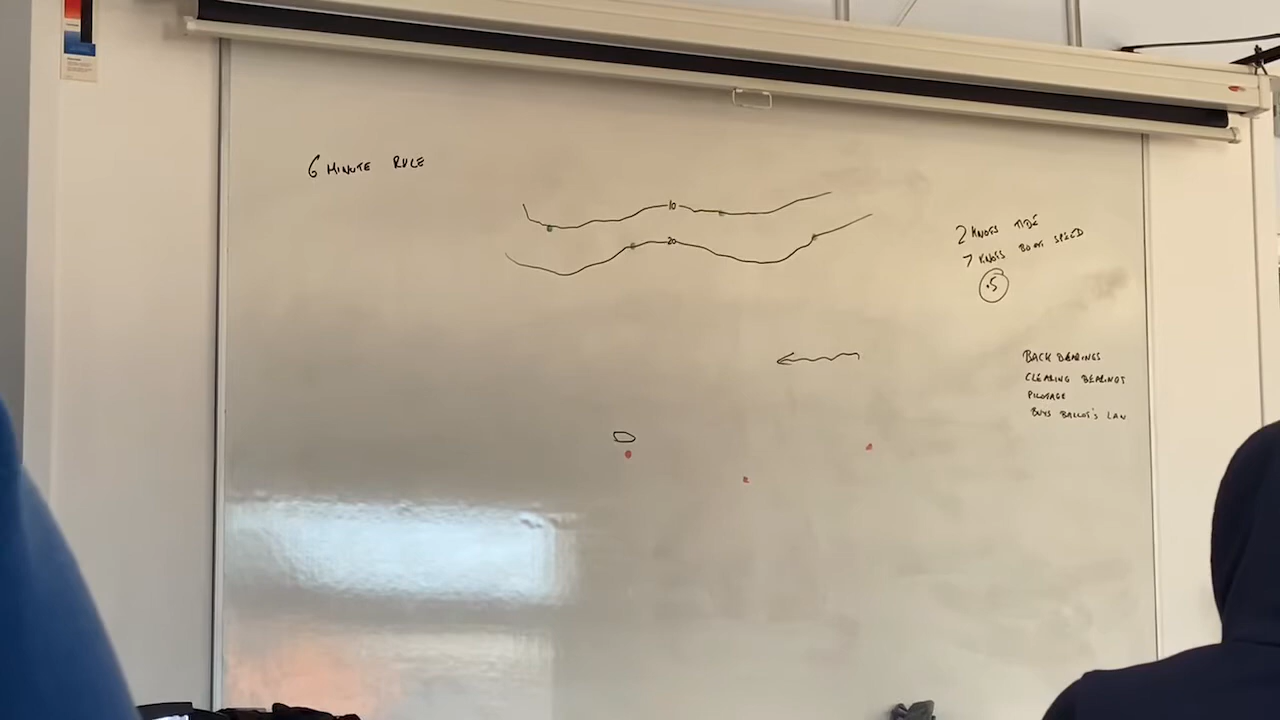 6 MINUTE RULE
10
20
2 KNOTS TIDE
7 KNOTS BOAT SPEED
.5
BACK BEARINGS
CLEARING BEARINGS
PILOTAGE
BUYS BALLOT'S LAW